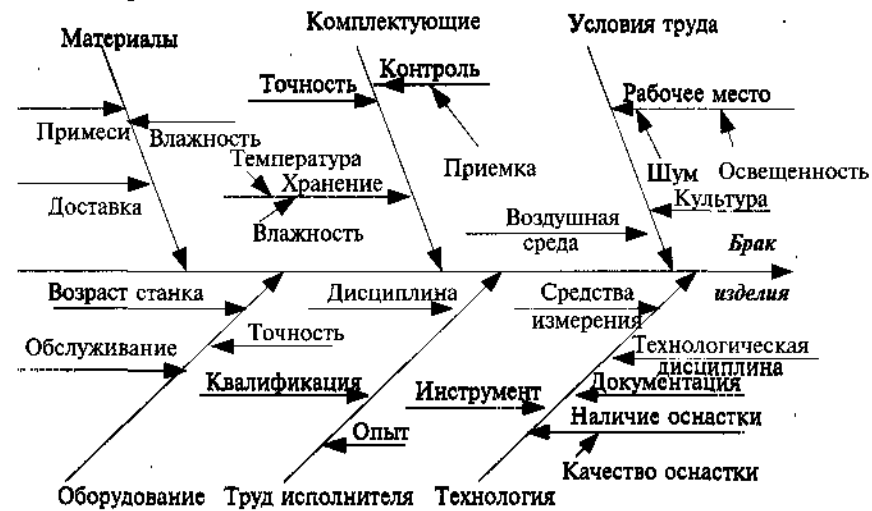 Материалы
Комплектующие
Условия труда
Точность
Контроль
Рабочее место
Примеси
Влажность
Температура
Хранение
Приемка
Шум
Освещенность
Доставка
Влажность
Культура
Воздушная
среда
Брак
изделия
Возраст станка
Дисциплина
Средства
измерения
Обслуживание
Точность
Технологическая
дисциплина
Квалификация
Инструмент
Документация
Опыт
Наличие оснастки
Качество оснастки
Оборудование
Труд исполнителя
Технология